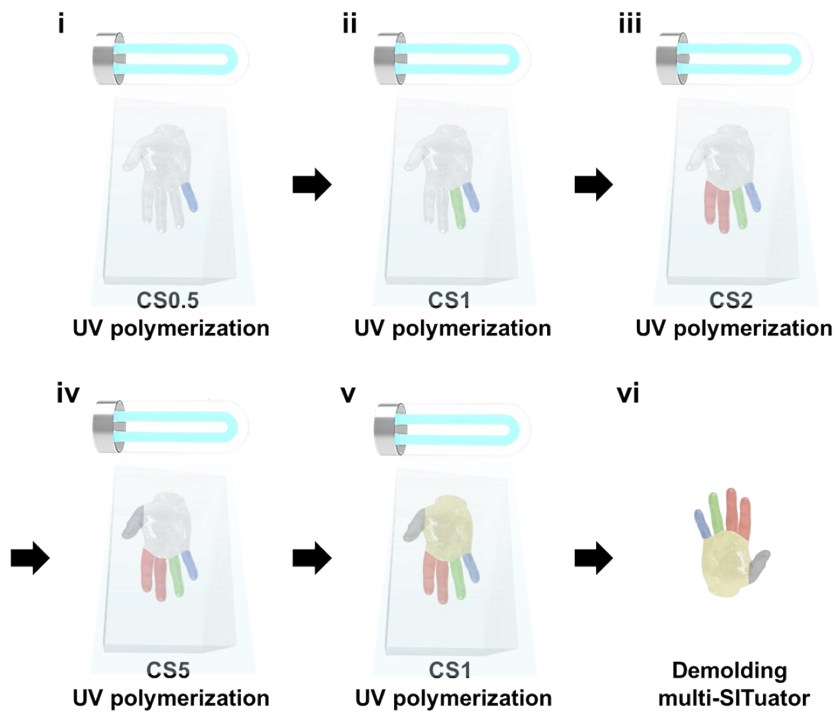 i
ii
iii
CS0.5
UV polymerization
CS1
UV polymerization
CS2
UV polymerization
iv
v
vi
CS5
UV polymerization
CS1
UV polymerization
Demolding
multi-SITuator